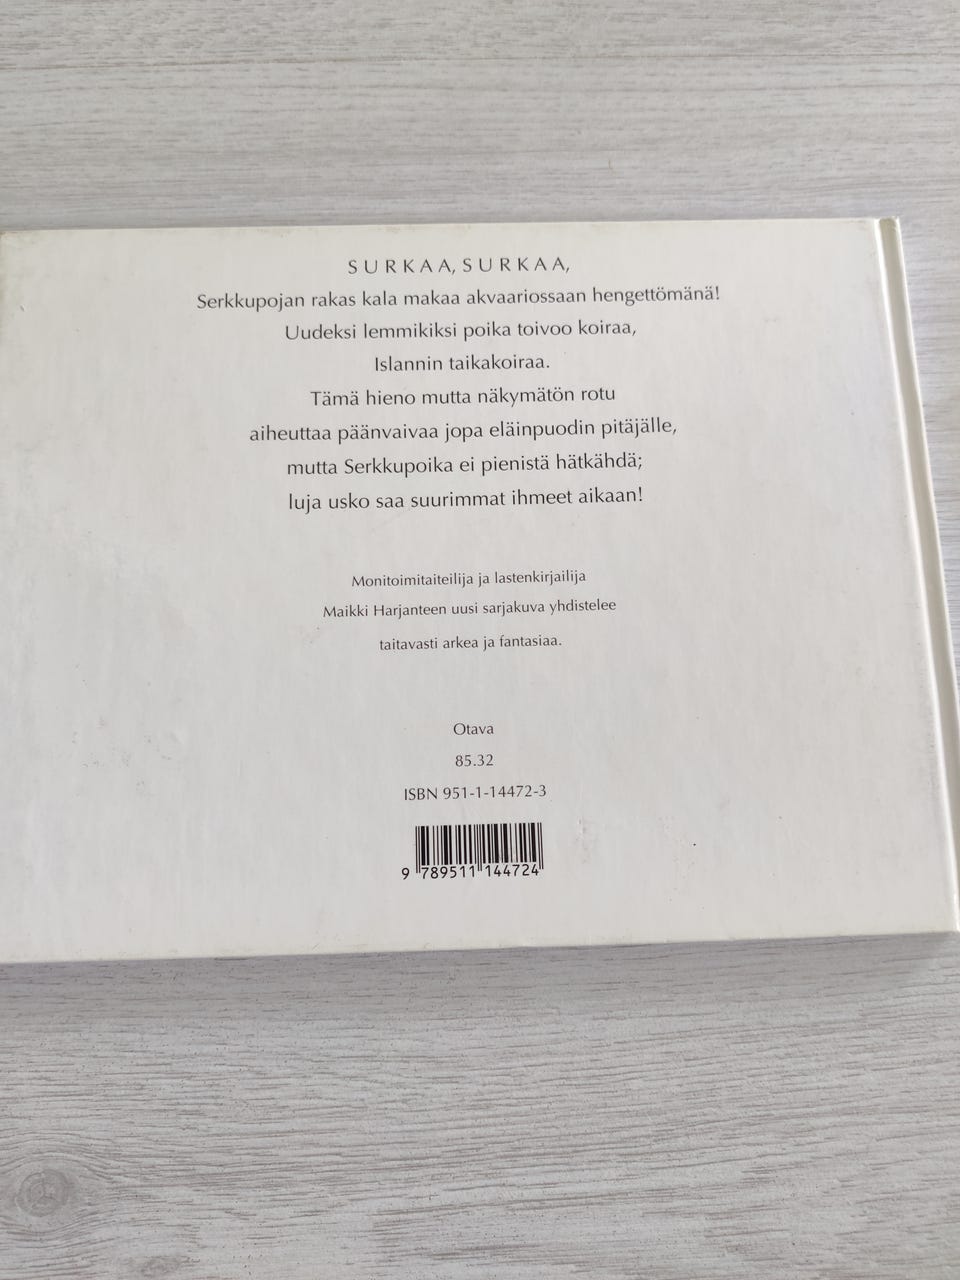 SURKAA, SURKAA,
Serkkupojan rakas kala makaa akvaariossaan hengettömänä!
Uudeksi lemmikiksi poika toivoo koiraa,
Islannin taikakoiraa.
Tämä hieno mutta näkymätön rotu
aiheuttaa päänvaivaa jopa eläinpuodin pitäjälle,
mutta Serkkupoika ei pienistä hätkähdä;
luja usko saa suurimmat ihmeet aikaan!
Monitoimitaiteilija ja lastenkirjailija
Maikki Harjanteen uusi sarjakuva yhdistelee
taitavasti arkea ja fantasiaa.
Otava
85.32
ISBN 951-1-14472-3
9 789511 144724